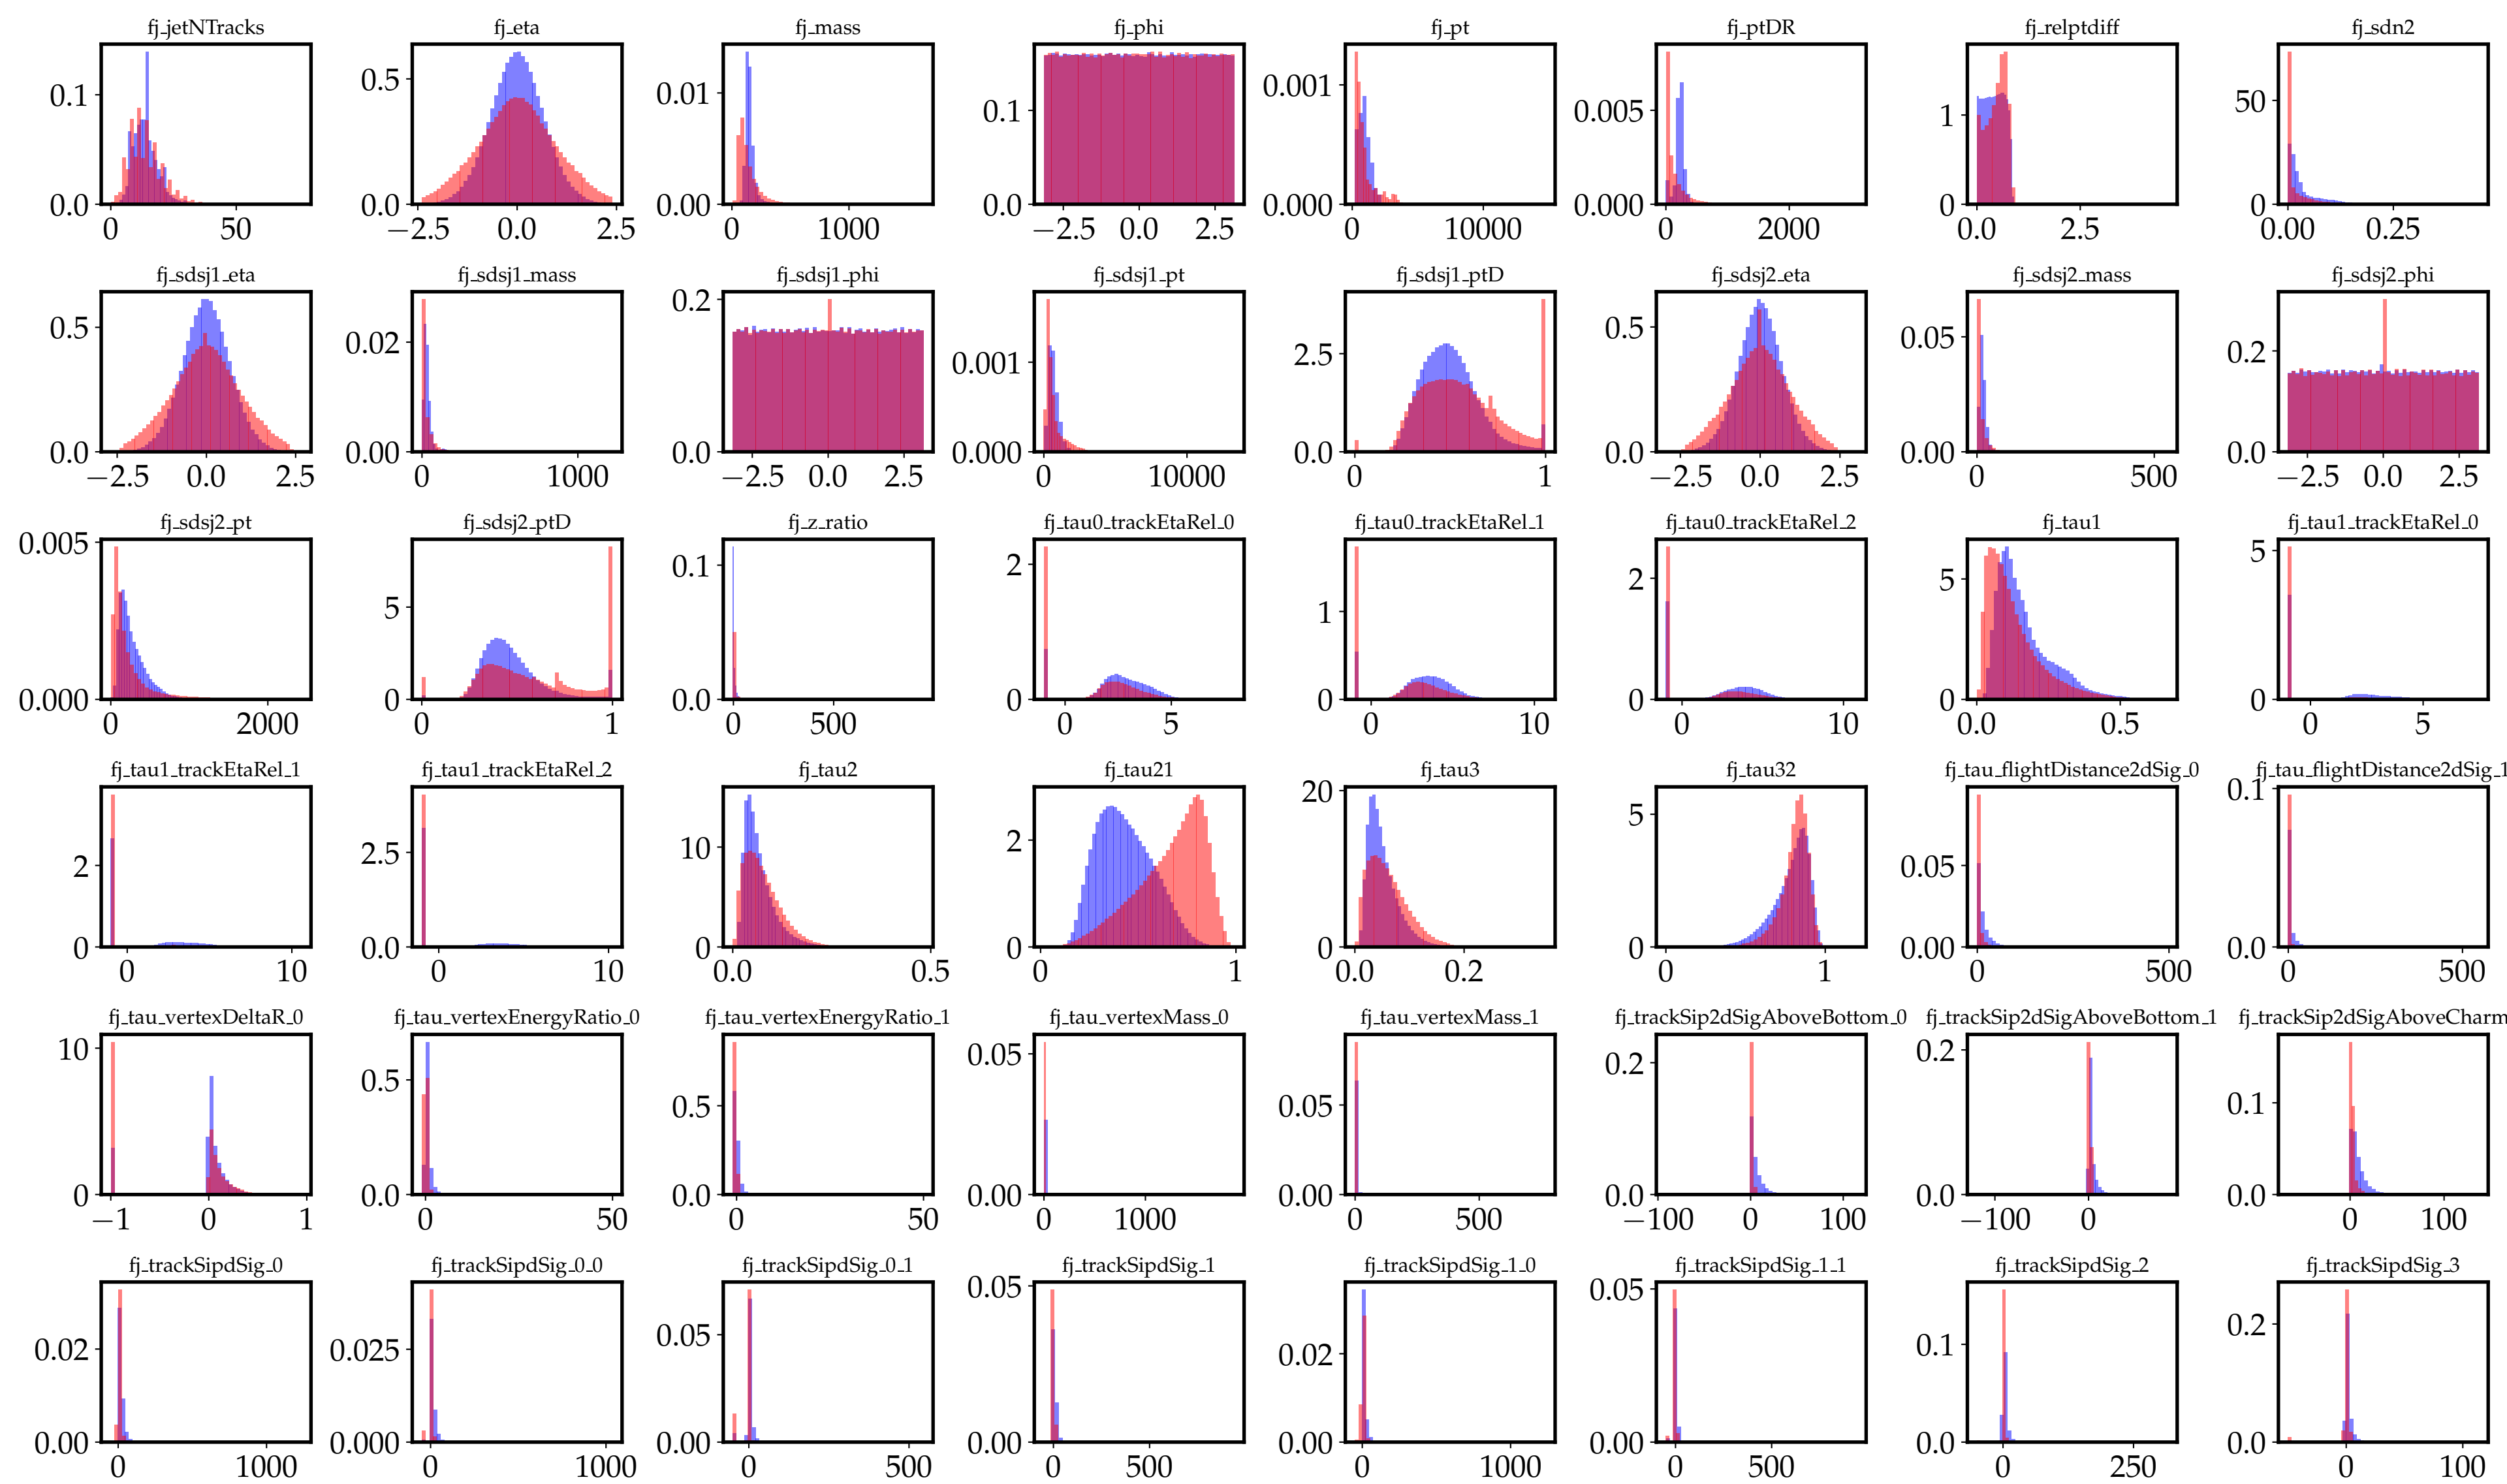 fj_jetNTracks fj_eta fj_mass fj_phi fj_pt fj_ptDR fj_relptdiff fj_sdn2
0.1 0.5 0.01 0.1 0.001 0.005 1 50
0.0 0.0 0.00 0.0 0.000 0.000 0 0
0 50 −2.5 0.0 2.5 0 1000 −2.5 0.0 2.5 0 10000 0 2000 0.0 2.5 0.00 0.25
fj_sdsj1_eta fj_sdsj1_mass fj_sdsj1_phi fj_sdsj1_pt fj_sdsj1_ptD fj_sdsj2_eta fj_sdsj2_mass fj_sdsj2_phi
0.5 0.02 0.2 0.001 2.5 0.5 0.05 0.2
0.0 0.00 0.0 0.000 0.0 0.0 0.00 0.0
−2.5 0.0 2.5 0 1000 −2.5 0.0 2.5 0 10000 0 1 −2.5 0.0 2.5 0 500 −2.5 0.0 2.5
fj_sdsj2_pt fj_sdsj2_ptD fj_z_ratio fj_tau0_trackEtaRel_0 fj_tau0_trackEtaRel_1 fj_tau0_trackEtaRel_2 fj_tau1 fj_tau1_trackEtaRel_0
0.005 5 0.1 2 1 2 5 5
0.000 0 0.0 0 0 0 0 0
0 2000 0 1 0 500 0 5 0 10 0 10 0.0 0.5 0 5
fj_tau1_trackEtaRel_1 fj_tau1_trackEtaRel_2 fj_tau2 fj_tau21 fj_tau3 fj_tau32 fj_tau_flightDistance2dSig_0 fj_tau_flightDistance2dSig_1
2 2.5 10 2 20 5 0.05 0.1
0 0.0 0 0 0 0 0.00 0.0
0 10 0 10 0.0 0.5 0 1 0.0 0.2 0 1 0 500 0 500
fj_tau_vertexDeltaR_0 fj_tau_vertexEnergyRatio_0 fj_tau_vertexEnergyRatio_1 fj_tau_vertexMass_0 fj_tau_vertexMass_1 fj_trackSip2dSigAboveBottom_0 fj_trackSip2dSigAboveBottom_1 fj_trackSip2dSigAboveCharm
10 0.5 0.5 0.05 0.05 0.2 0.2 0.1
0 0.0 0.0 0.00 0.00 0.0 0.0 0.0
−1 0 1 0 50 0 50 0 1000 0 500 −100 0 100 −100 0 0 100
fj_trackSipdSig_0 fj_trackSipdSig_0_0 fj_trackSipdSig_0_1 fj_trackSipdSig_1 fj_trackSipdSig_1_0 fj_trackSipdSig_1_1 fj_trackSipdSig_2 fj_trackSipdSig_3
0.02 0.025 0.05 0.05 0.02 0.05 0.1 0.2
0.00 0.000 0.00 0.00 0.00 0.00 0.0 0.0
0 1000 0 1000 0 500 0 500 0 1000 0 500 0 250 0 100